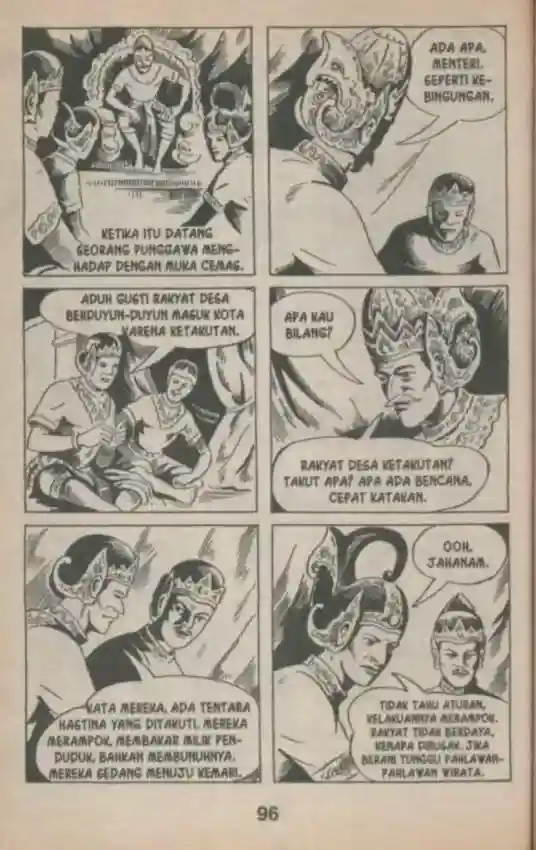 KETIKA ITU DATANG
SEORANG PUNGGAWA MENG-
HADAP DENGAN MUKA CEMAS.
ADA APA,
MENTERI.
SEPERTI KE-
BINGUNGAN.
ADUH GUSTI RAKYAT DESA
BERDUYUN-DUYUN MASUK KOTA
KARENA KETAKUTAN.
APA KAU
BILANG?
RAKYAT DESA KETAKUTAN?
TAKUT APA? APA ADA BENCANA,
CEPAT KATAKAN.
KATA MEREKA, ADA TENTARA
HASTINA YANG DITAKUTI. MEREKA
MERAMPOK, MEMBAKAR MILIK PEN-
DUDUK, BAHKAN MEMBUNUHNYA.
MEREKA SEDANG MENUJU KEMARI.
OOH,
JAHANAM.
TIDAK TAHU ATURAN,
KELAKUANNYA MERAMPOK.
RAKYAT TIDAK BERDAYA,
KENAPA DIRUSAK. JIKA
BERANI TUNGGU PAHLAWAN-
PAHLAWAN WIRATA.
96